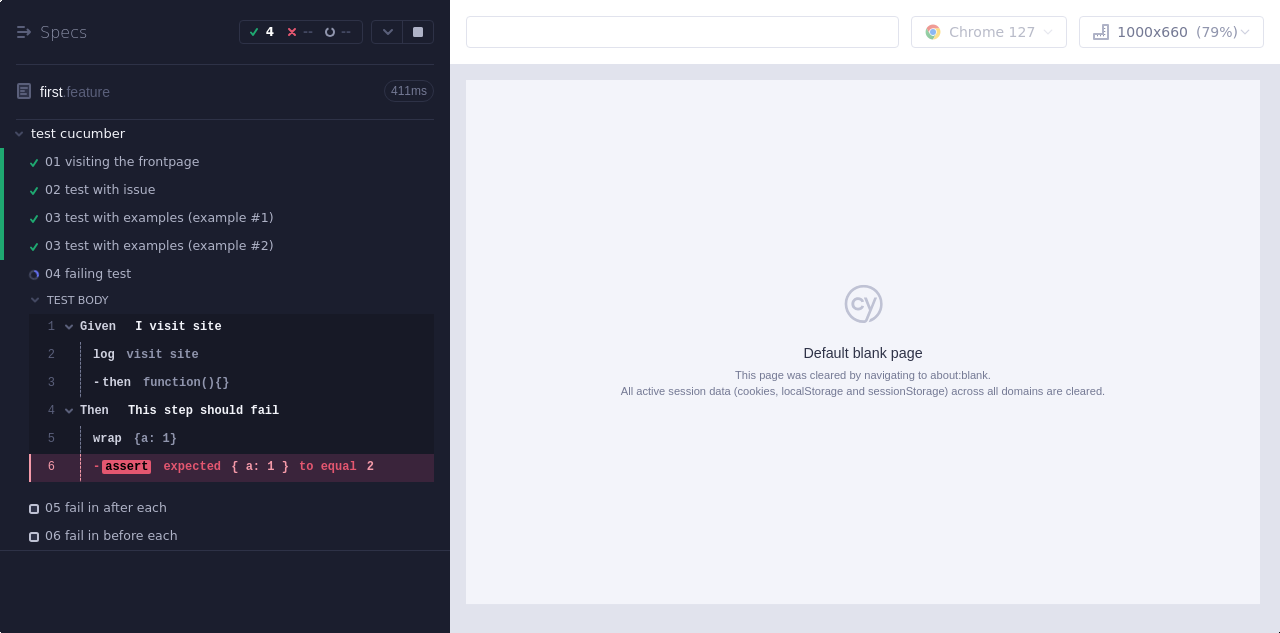 Specs
4 -- --
first.feature
411ms
test cucumber
01 visiting the frontpage
02 test with issue
03 test with examples (example #1)
03 test with examples (example #2)
04 failing test
TEST BODY
1 Given I visit site
2 log visit site
3 -then function(){}
4 Then This step should fail
5 wrap {a: 1}
6 -assert expected { a: 1 } to equal 2
05 fail in after each
06 fail in before each
Chrome 127
1000x660 (79%)
cy
Default blank page
This page was cleared by navigating to about:blank.
All active session data (cookies, localStorage and sessionStorage) across all domains are cleared.